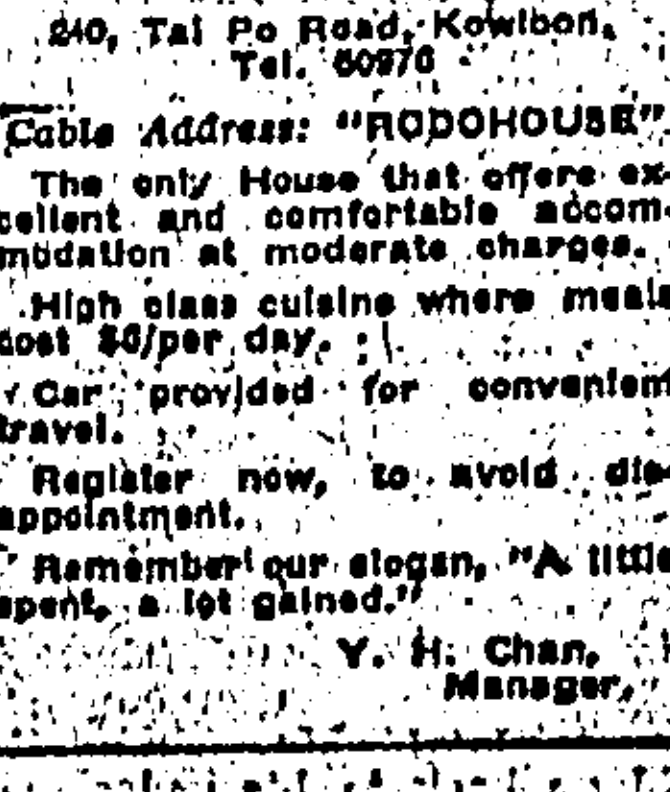 240, Tai Po Road, Kowloon.
Tel. 50976
Cable Address: "RODOHOUSE"
The only House that offers ex-
cellent and comfortable accom-
modation at moderate charges.
High class cuisine where meals
cost $6/per day.
Car provided for convenient
travel.
Register now, to avoid dis-
appointment.
Remember our slogan, "A little
spent, a lot gained."
Y. H. Chan,
Manager.